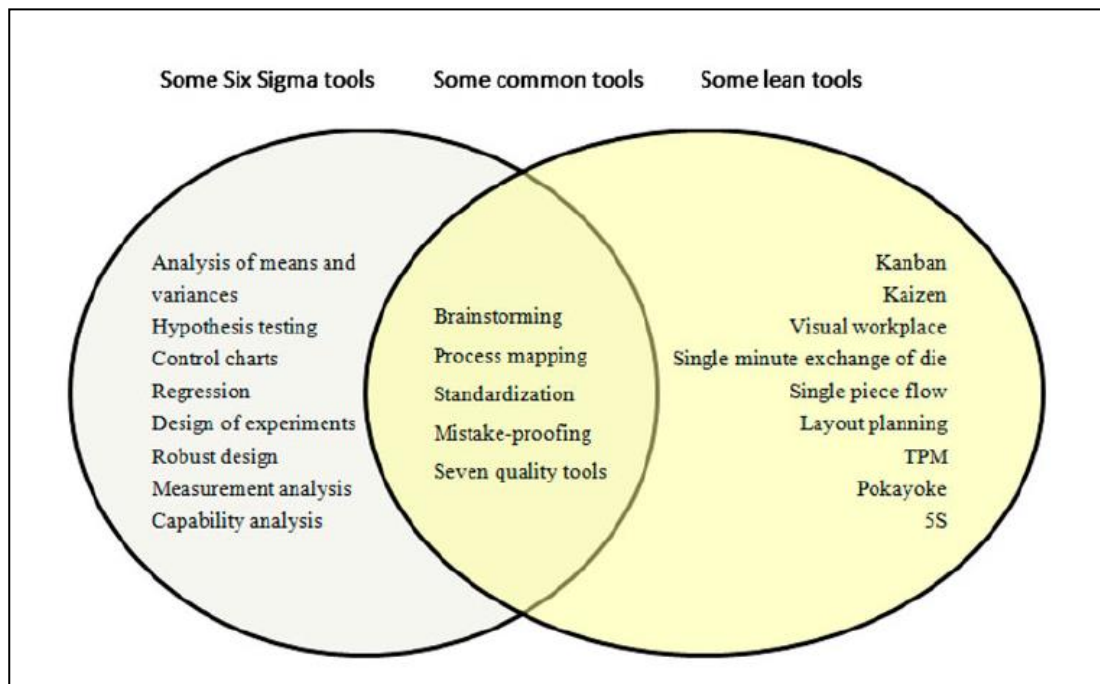 Some Six Sigma tools
Some common tools
Some lean tools
Analysis of means and
variances
Hypothesis testing
Control charts
Regression
Design of experiments
Robust design
Measurement analysis
Capability analysis
Brainstorming
Process mapping
Standardization
Mistake-proofing
Seven quality tools
Kanban
Kaizen
Visual workplace
Single minute exchange of die
Single piece flow
Layout planning
TPM
Pokayoke
5S